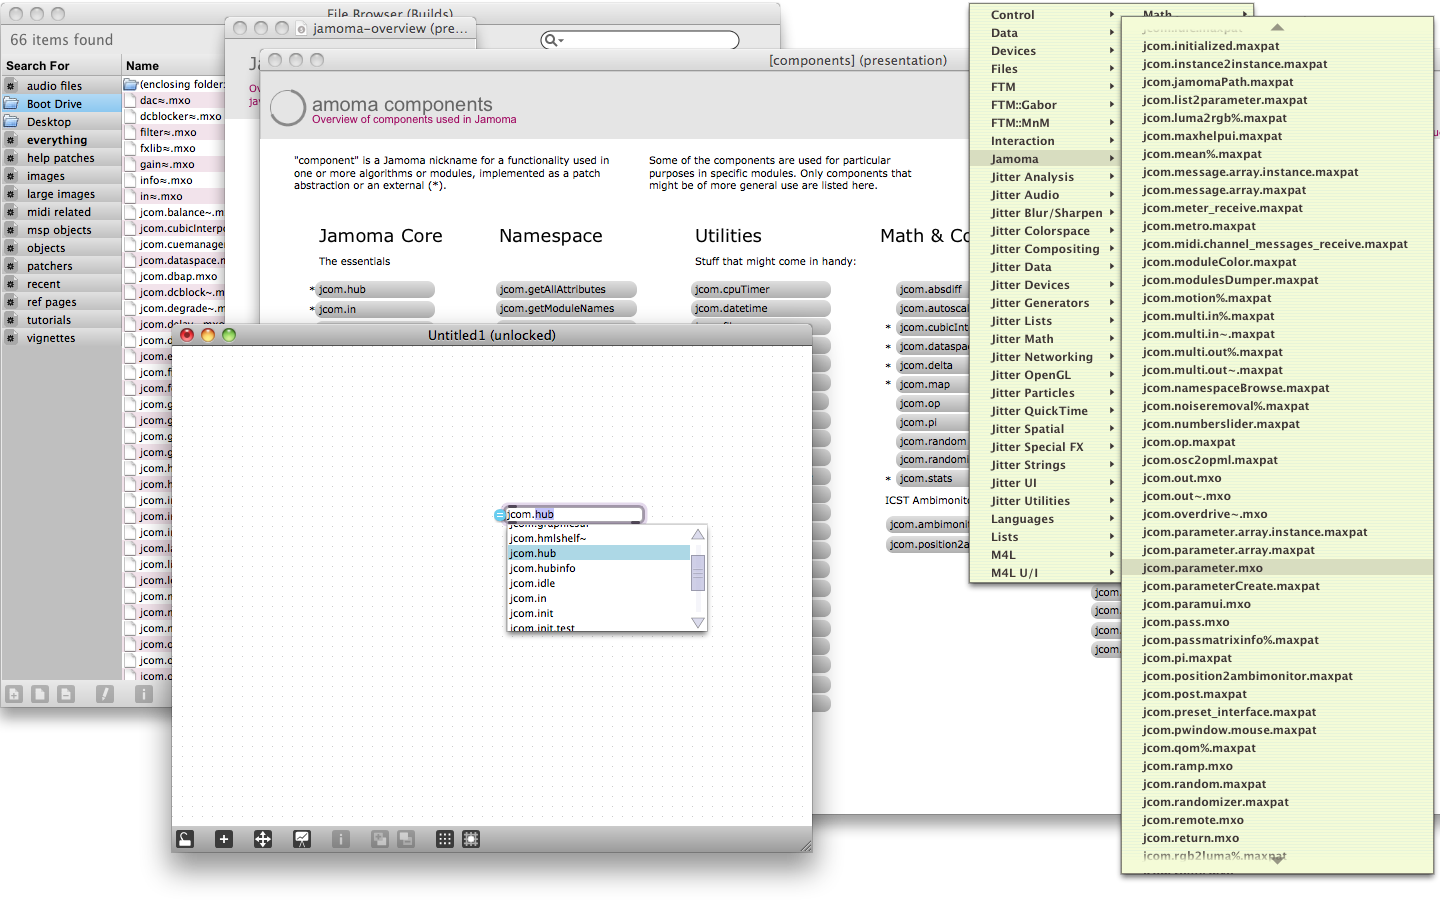 File Browser (Builds)
66 items found
Search For
Name
audio files
Boot Drive
Desktop
everything
help patches
images
large images
midi related
msp objects
objects
patchers
recent
ref pages
tutorials
vignettes
(enclosing folder:
dac≈.mxo
dcblocker≈.mxo
filter≈.mxo
fxlib≈.mxo
gain≈.mxo
info≈.mxo
in≈.mxo
jcom.balance~.m
jcom.cubicInterp
jcom.cuemanage
jcom.dataspace.m
jcom.dbap.mxo
jcom.dcblock~.m
jcom.degrade~.m
jamoma-overview (pre...
[components] (presentation)
amoma components
Overview of components used in Jamoma
"component" is a Jamoma nickname for a functionality used in
one or more algorithms or modules, implemented as a patch
abstraction or an external (*).
Some of the components are used for particular
purposes in specific modules. Only components that
might be of more general use are listed here.
Jamoma Core
The essentials
* jcom.hub
* jcom.in
Namespace
jcom.getAllAttributes
jcom.getModuleNames
Utilities
Stuff that might come in handy:
jcom.cpuTimer
jcom.datetime
Math & Co
jcom.absdiff
jcom.autosca
* jcom.cubicInt
* jcom.dataspac
* jcom.delta
* jcom.map
jcom.op
jcom.pi
jcom.random
jcom.randomi
* jcom.stats
ICST Ambimonit
jcom.ambimonit
jcom.position2a
jcom.
jcom.
jcom.
jcom.
Untitled1 (unlocked)
jcom.hub
jcom.hmlshelf~
jcom.hub
jcom.hubinfo
jcom.idle
jcom.in
jcom.init
jcom.init.test
Control
Data
Devices
Files
FTM
FTM::Gabor
FTM::MnM
Interaction
Jamoma
Jitter Analysis
Jitter Audio
Jitter Blur/Sharpen
Jitter Colorspace
Jitter Compositing
Jitter Data
Jitter Devices
Jitter Generators
Jitter Lists
Jitter Math
Jitter Networking
Jitter OpenGL
Jitter Particles
Jitter QuickTime
Jitter Spatial
Jitter Special FX
Jitter Strings
Jitter UI
Jitter Utilities
Languages
Lists
M4L
M4L U/I
Math
jcom.initialized.maxpat
jcom.instance2instance.maxpat
jcom.jamomaPath.maxpat
jcom.list2parameter.maxpat
jcom.luma2rgb%.maxpat
jcom.maxhelpui.maxpat
jcom.mean%.maxpat
jcom.message.array.instance.maxpat
jcom.message.array.maxpat
jcom.meter_receive.maxpat
jcom.metro.maxpat
jcom.midi.channel_messages_receive.maxpat
jcom.moduleColor.maxpat
jcom.modulesDumper.maxpat
jcom.motion%.maxpat
jcom.multi.in%.maxpat
jcom.multi.in~.maxpat
jcom.multi.out%.maxpat
jcom.multi.out~.maxpat
jcom.namespaceBrowse.maxpat
jcom.noiseremoval%.maxpat
jcom.numberslider.maxpat
jcom.op.maxpat
jcom.osc2opml.maxpat
jcom.out.mxo
jcom.out~.mxo
jcom.overdrive~.mxo
jcom.parameter.array.instance.maxpat
jcom.parameter.array.maxpat
jcom.parameter.mxo
jcom.parameterCreate.maxpat
jcom.paramui.mxo
jcom.pass.mxo
jcom.passmatrixinfo%.maxpat
jcom.pi.maxpat
jcom.position2ambimonitor.maxpat
jcom.post.maxpat
jcom.preset_interface.maxpat
jcom.pwindow.mouse.maxpat
jcom.qom%.maxpat
jcom.ramp.mxo
jcom.random.maxpat
jcom.randomizer.maxpat
jcom.remote.mxo
jcom.return.mxo
jcom.rgb2luma%.maxpat